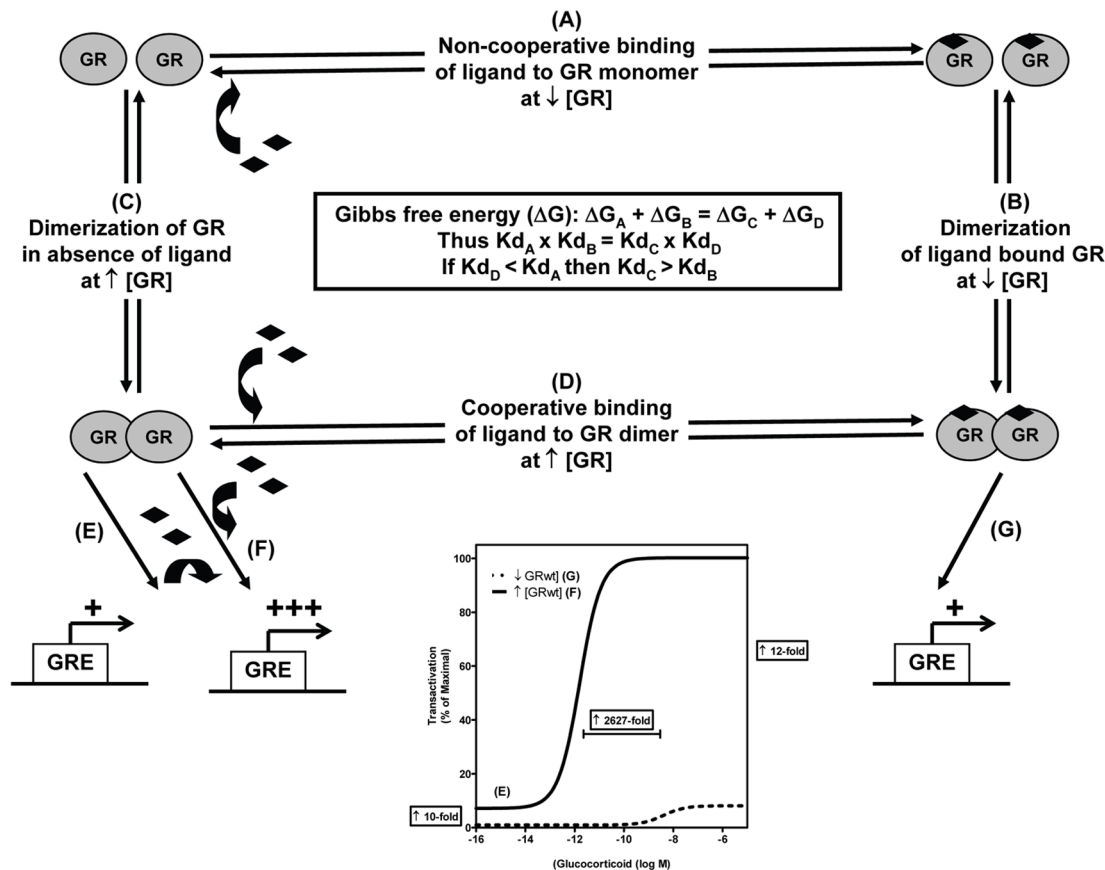 (A)
Non-cooperative binding
of ligand to GR monomer
at ↓ [GR]
GR GR
GR GR
(C)
Dimerization of GR
in absence of ligand
at ↑ [GR]
Gibbs free energy (ΔG): ΔG_A + ΔG_B = ΔG_C + ΔG_D
Thus Kd_A x Kd_B = Kd_C x Kd_D
If Kd_D < Kd_A then Kd_C > Kd_B
(B)
Dimerization
of ligand bound GR
at ↓ [GR]
(D)
Cooperative binding
of ligand to GR dimer
at ↑ [GR]
GR GR
GR GR
(E)
(F)
(G)
+
GRE
+++
GRE
+
GRE
Transactivation
(% of Maximal)
100
80
60
40
20
0
↓ GRwt] (G)
↑ [GRwt] (F)
↑ 12-fold
↑ 2627-fold
(E)
↑ 10-fold
-16 -14 -12 -10 -8 -6
(Glucocorticoid (log M)